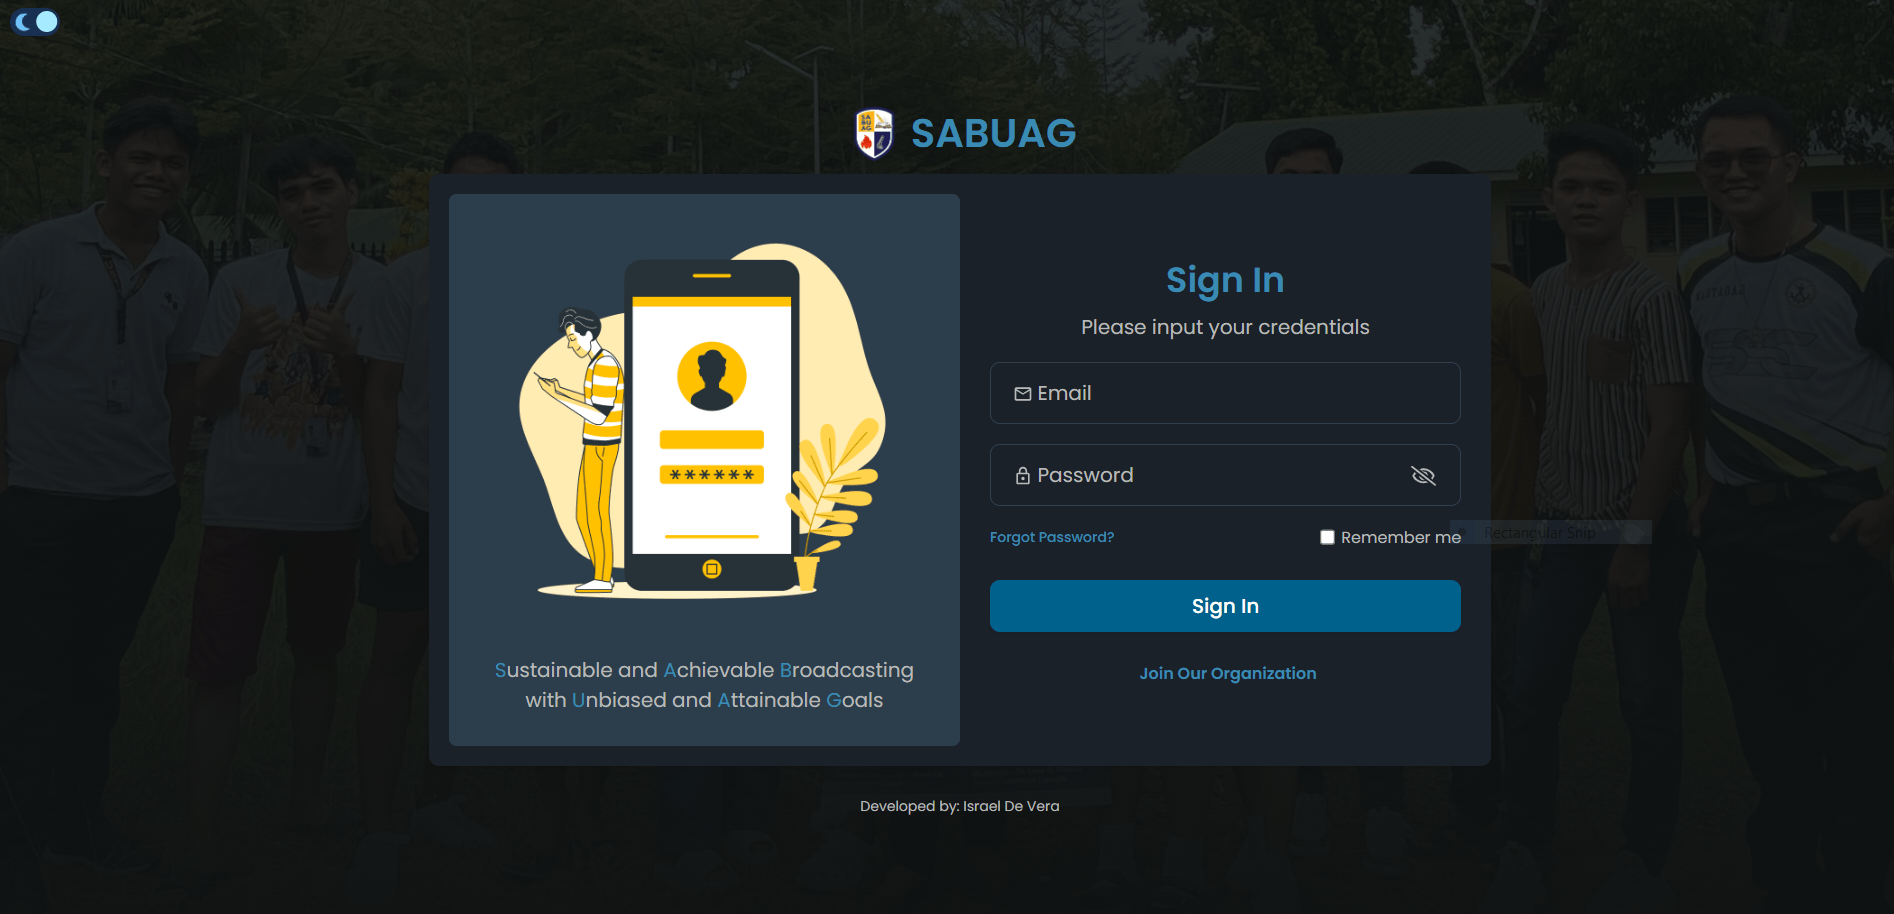 SABUAG
Sign In
Please input your credentials
Email
Password
Forgot Password?
Remember me
Rectangular Snip
Sign In
Join Our Organization
******
Sustainable and Achievable Broadcasting
with Unbiased and Attainable Goals
Developed by: Israel De Vera